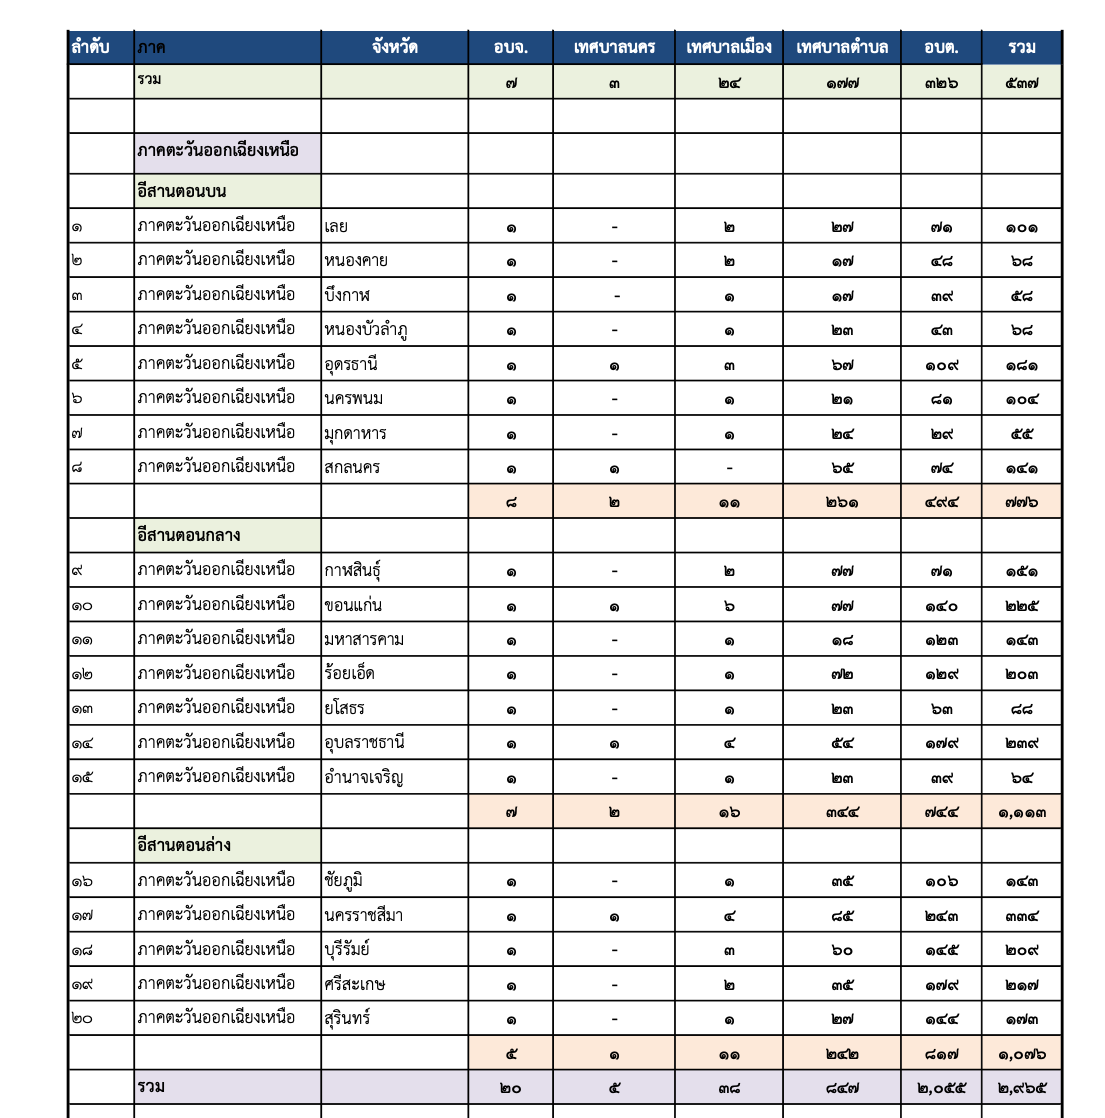 ลำดับ ภาค จังหวัด อบจ. เทศบาลนคร เทศบาลเมือง เทศบาลตำบล อบต. รวม
รวม ๗ ๓ ๒๔ ๑๗๗ ๓๒๖ ๕๓๗
ภาคตะวันออกเฉียงเหนือ
อีสานตอนบน
๑ ภาคตะวันออกเฉียงเหนือ เลย ๑ - ๒ ๒๗ ๗๑ ๑๐๑
๒ ภาคตะวันออกเฉียงเหนือ หนองคาย ๑ - ๒ ๑๗ ๔๘ ๖๘
๓ ภาคตะวันออกเฉียงเหนือ บึงกาฬ ๑ - ๑ ๑๗ ๓๙ ๕๘
๔ ภาคตะวันออกเฉียงเหนือ หนองบัวลำภู ๑ - ๑ ๒๓ ๔๓ ๖๘
๕ ภาคตะวันออกเฉียงเหนือ อุดรธานี ๑ ๑ ๓ ๖๗ ๑๐๙ ๑๘๑
๖ ภาคตะวันออกเฉียงเหนือ นครพนม ๑ - ๑ ๒๑ ๘๑ ๑๐๔
๗ ภาคตะวันออกเฉียงเหนือ มุกดาหาร ๑ - ๑ ๒๔ ๒๙ ๕๕
๘ ภาคตะวันออกเฉียงเหนือ สกลนคร ๑ ๑ - ๖๕ ๗๔ ๑๔๑
๘ ๒ ๑๑ ๒๖๑ ๔๙๔ ๗๗๖
อีสานตอนกลาง
๙ ภาคตะวันออกเฉียงเหนือ กาฬสินธุ์ ๑ - ๒ ๗๗ ๗๑ ๑๕๑
๑๐ ภาคตะวันออกเฉียงเหนือ ขอนแก่น ๑ ๑ ๖ ๗๗ ๑๔๐ ๒๒๕
๑๑ ภาคตะวันออกเฉียงเหนือ มหาสารคาม ๑ - ๑ ๑๘ ๑๒๓ ๑๔๓
๑๒ ภาคตะวันออกเฉียงเหนือ ร้อยเอ็ด ๑ - ๑ ๗๒ ๑๒๙ ๒๐๓
๑๓ ภาคตะวันออกเฉียงเหนือ ยโสธร ๑ - ๑ ๒๓ ๖๓ ๘๘
๑๔ ภาคตะวันออกเฉียงเหนือ อุบลราชธานี ๑ ๑ ๔ ๕๔ ๑๗๙ ๒๓๙
๑๕ ภาคตะวันออกเฉียงเหนือ อำนาจเจริญ ๑ - ๑ ๒๓ ๓๙ ๖๔
๗ ๒ ๑๖ ๓๔๔ ๗๔๔ ๑,๑๑๓
อีสานตอนล่าง
๑๖ ภาคตะวันออกเฉียงเหนือ ชัยภูมิ ๑ - ๑ ๓๕ ๑๐๖ ๑๔๓
๑๗ ภาคตะวันออกเฉียงเหนือ นครราชสีมา ๑ ๑ ๔ ๘๕ ๒๔๓ ๓๓๔
๑๘ ภาคตะวันออกเฉียงเหนือ บุรีรัมย์ ๑ - ๓ ๖๐ ๑๔๕ ๒๐๙
๑๙ ภาคตะวันออกเฉียงเหนือ ศรีสะเกษ ๑ - ๒ ๓๕ ๑๗๙ ๒๑๗
๒๐ ภาคตะวันออกเฉียงเหนือ สุรินทร์ ๑ - ๑ ๒๗ ๑๔๔ ๑๗๓
๕ ๑ ๑๑ ๒๔๒ ๘๑๗ ๑,๐๗๖
รวม ๒๐ ๕ ๓๘ ๘๔๗ ๒,๐๕๕ ๒,๙๖๕